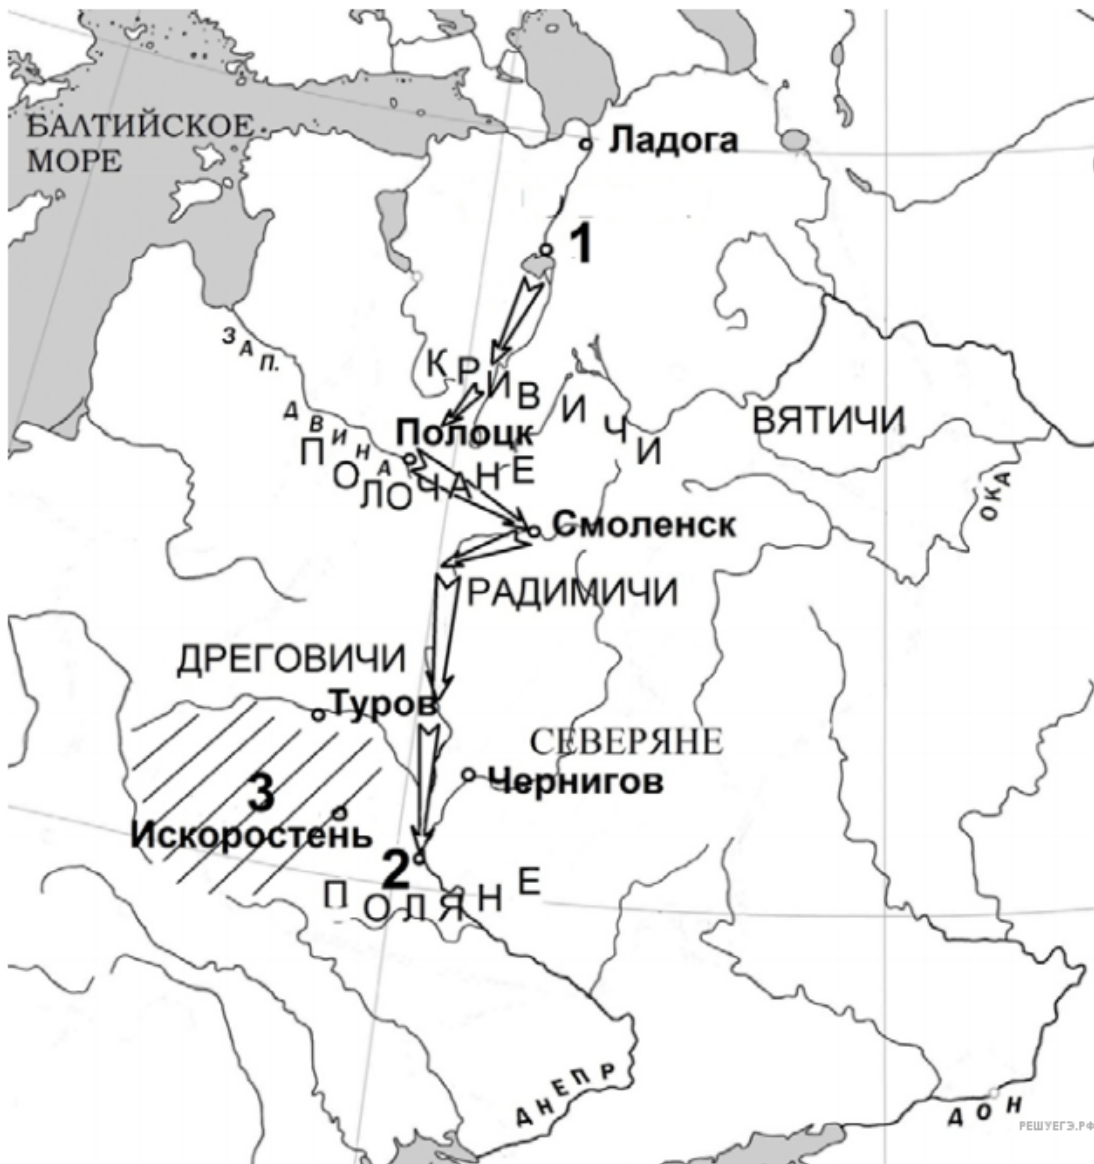 БАЛТИЙСКОЕ
МОРЕ
Ладога
1
ЗАП.
ДВИНА
КРИВИЧИ
ВЯТИЧИ
Полоцк
ПОЛОЧАНЕ
ОКА
Смоленск
РАДИМИЧИ
ДРЕГОВИЧИ
Туров
СЕВЕРЯНЕ
Чернигов
3
Искоростень
2
ПОЛЯНЕ
ДНЕПР
ДОН
РЕШУЕГЭ.РФ